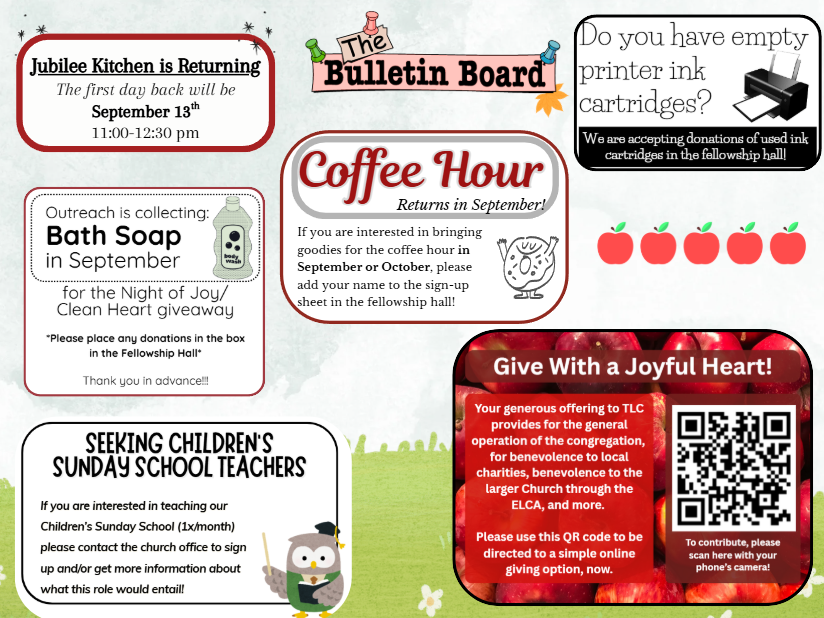 Jubilee Kitchen is Returning
The first day back will be
September 13th
11:00-12:30 pm
The
Bulletin Board
Do you have empty
printer ink
cartridges?
We are accepting donations of used ink
cartridges in the fellowship hall!
Coffee Hour
Returns in September!
If you are interested in bringing
goodies for the coffee hour in
September or October, please
add your name to the sign-up
sheet in the fellowship hall!
Outreach is collecting:
Bath Soap
in September
body
wash
for the Night of Joy/
Clean Heart giveaway
*Please place any donations in the box
in the Fellowship Hall*
Thank you in advance!!!
Give With a Joyful Heart!
Your generous offering to TLC
provides for the general
operation of the congregation,
for benevolence to local
charities, benevolence to the
larger Church through the
ELCA, and more.
Please use this QR code to be
directed to a simple online
giving option, now.
To contribute, please
scan here with your
phone's camera!
SEEKING CHILDREN'S
SUNDAY SCHOOL TEACHERS
If you are interested in teaching our
Children's Sunday School (1x/month)
please contact the church office to sign
up and/or get more information about
what this role would entail!